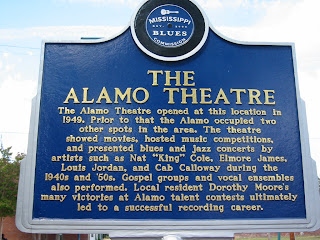 MISSISSIPPI
BLUES
COMMISSION
THE
ALAMO THEATRE
The Alamo Theatre opened at this location in
1949. Prior to that the Alamo occupied two
other spots in the area. The theatre
showed movies, hosted music competitions,
and presented blues and jazz concerts by
artists such as Nat "King" Cole, Elmore James,
Louis Jordan, and Cab Calloway during the
1940s and '50s. Gospel groups and vocal ensembles
also performed. Local resident Dorothy Moore's
many victories at Alamo talent contests ultimately
led to a successful recording career.